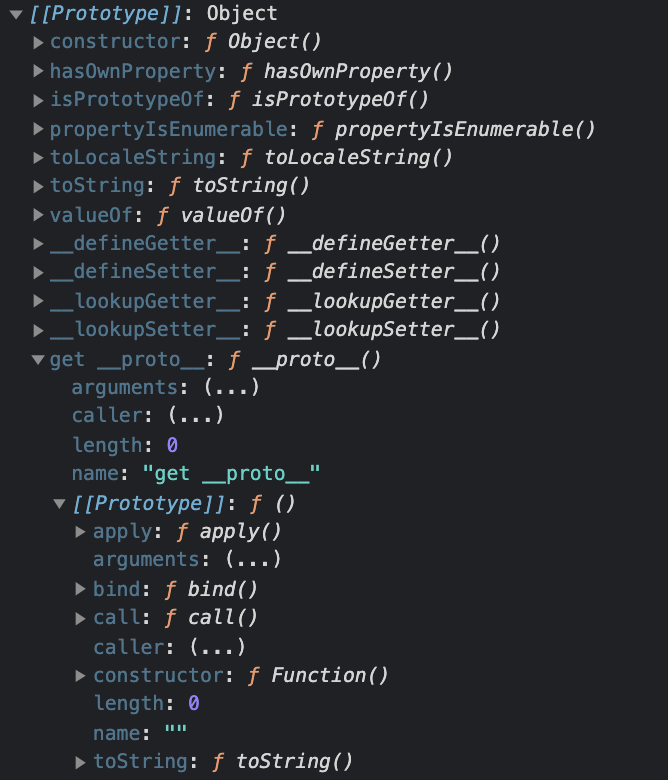 [[Prototype]]: Object
constructor: ƒ Object()
hasOwnProperty: ƒ hasOwnProperty()
isPrototypeOf: ƒ isPrototypeOf()
propertyIsEnumerable: ƒ propertyIsEnumerable()
toLocaleString: ƒ toLocaleString()
toString: ƒ toString()
valueOf: ƒ valueOf()
__defineGetter__: ƒ __defineGetter__()
__defineSetter__: ƒ __defineSetter__()
__lookupGetter__: ƒ __lookupGetter__()
__lookupSetter__: ƒ __lookupSetter__()
get __proto__: ƒ __proto__()
arguments: (...)
caller: (...)
length: 0
name: "get __proto__"
[[Prototype]]: ƒ ()
apply: ƒ apply()
arguments: (...)
bind: ƒ bind()
call: ƒ call()
caller: (...)
constructor: ƒ Function()
length: 0
name: ""
toString: ƒ toString()